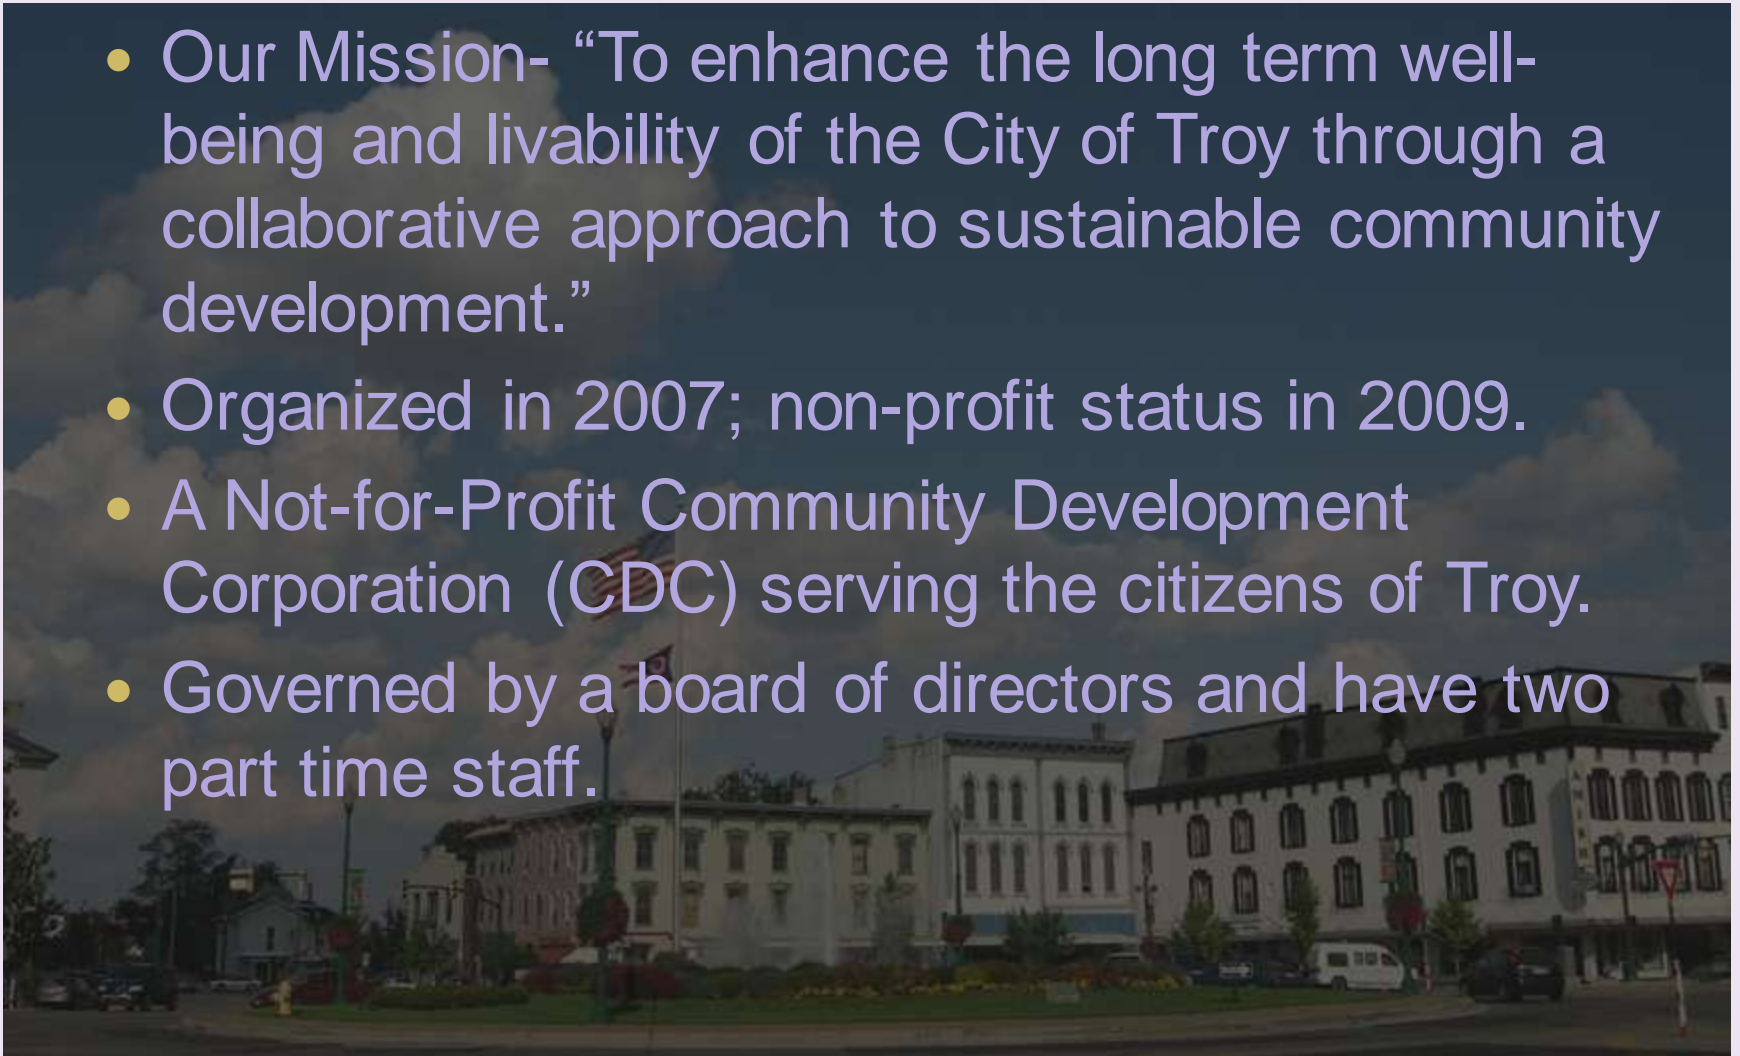 • Our Mission- “To enhance the long term well-
being and livability of the City of Troy through a
collaborative approach to sustainable community
development.”
• Organized in 2007; non-profit status in 2009.
• A Not-for-Profit Community Development
Corporation (CDC) serving the citizens of Troy.
• Governed by a board of directors and have two
part time staff.